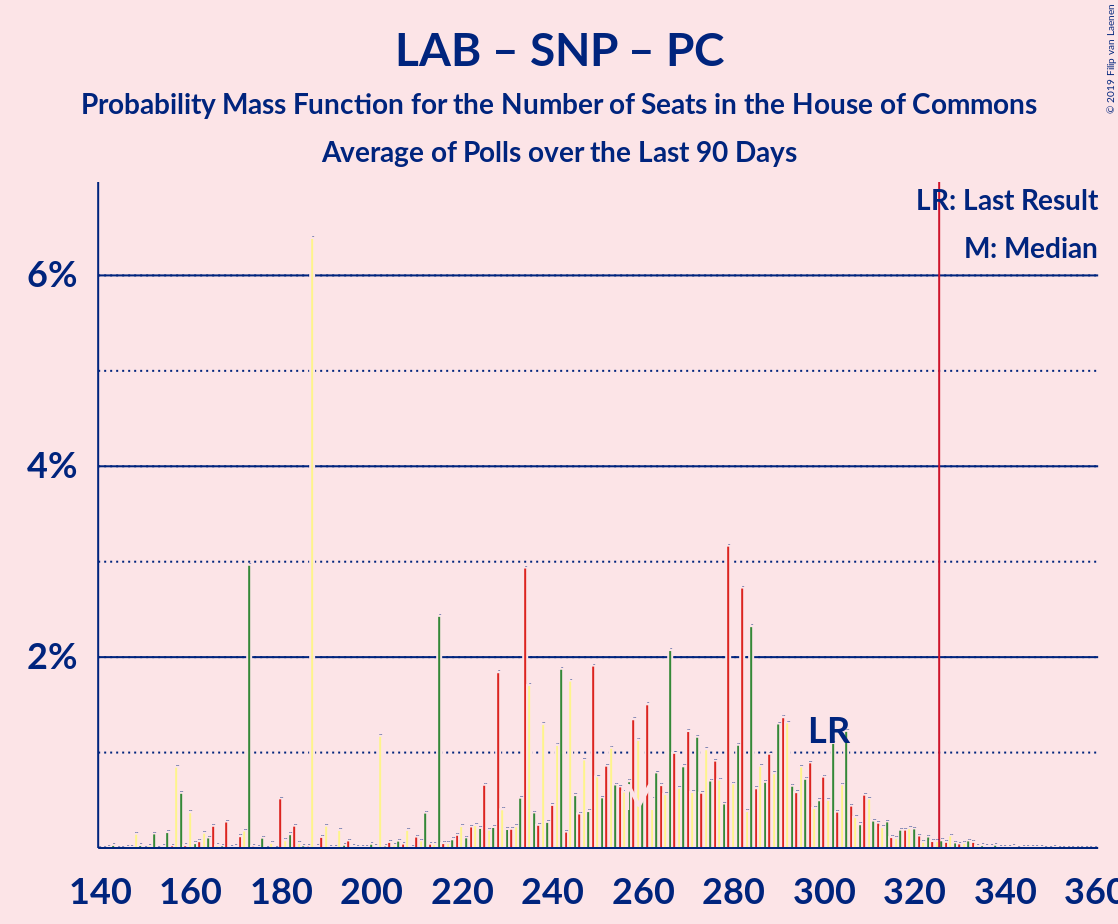 LAB – SNP – PC
Probability Mass Function for the Number of Seats in the House of Commons
Average of Polls over the Last 90 Days
© 2019 Filip van Laenen
LR: Last Result
M: Median
6%
4%
2%
LR
M
140 160 180 200 220 240 260 280 300 320 340 360